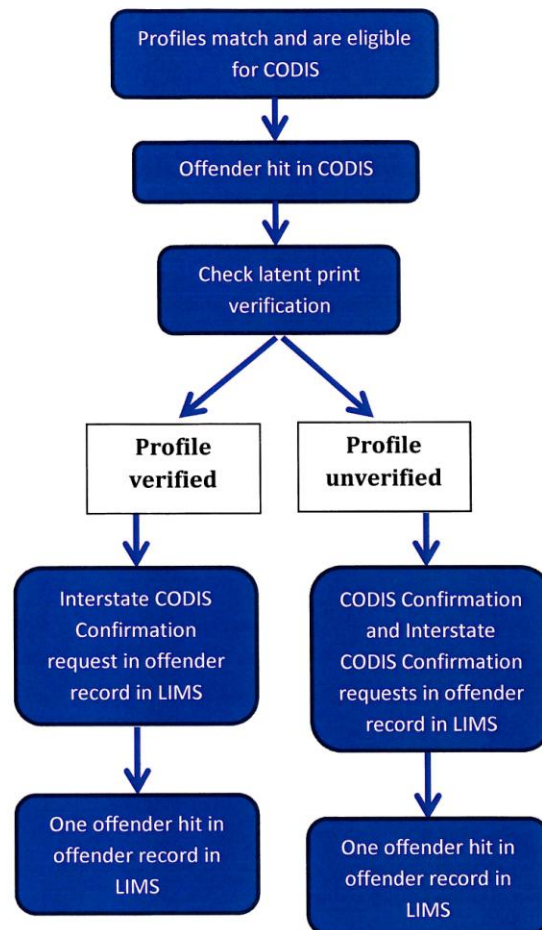 Profiles match and are eligible
for CODIS
Offender hit in CODIS
Check latent print
verification
Profile
verified
Profile
unverified
Interstate CODIS
Confirmation
request in offender
record in LIMS
CODIS Confirmation
and Interstate
CODIS Confirmation
requests in offender
record in LIMS
One offender hit in
offender record in
LIMS
One offender hit in
offender record in
LIMS